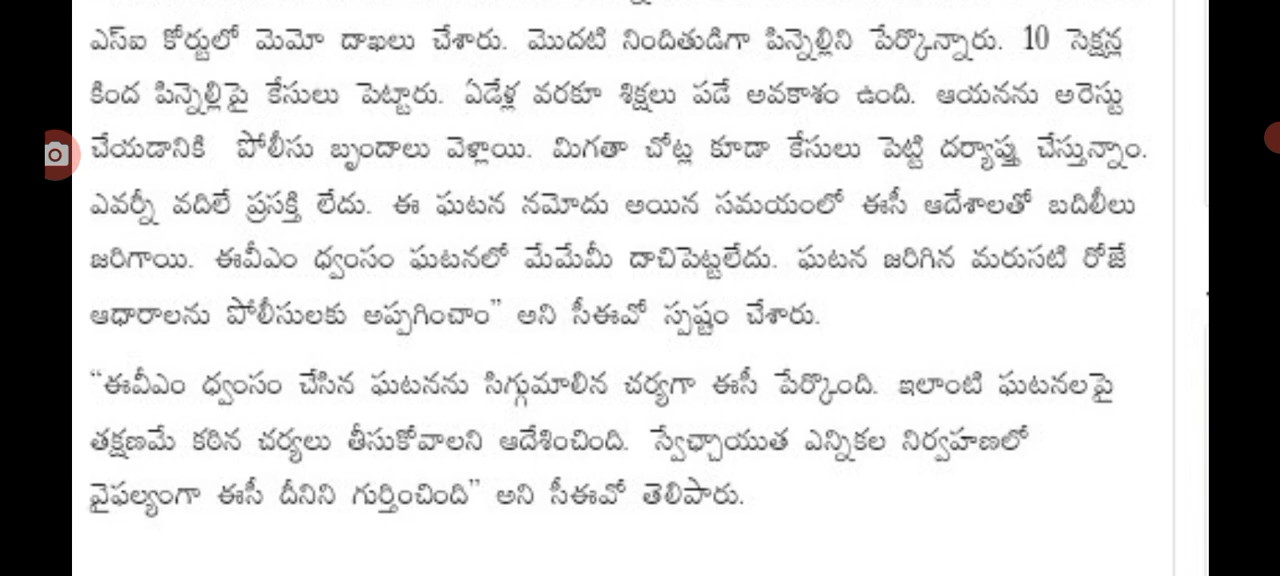 ఎస్ఐ కోర్టులో మెమో దాఖలు చేశారు. మొదటి నిందితుడిగా పిన్నెల్లిని పేర్కొన్నారు. 10 సెక్షన్ల
కింద పిన్నెల్లిపై కేసులు పెట్టారు. ఏడేళ్ల వరకూ శిక్షలు పడే అవకాశం ఉంది. ఆయనను అరెస్టు
చేయడానికి పోలీసు బృందాలు వెళ్లాయి. మిగతా చోట్ల కూడా కేసులు పెట్టి దర్యాప్తు చేస్తున్నాం.
ఎవర్నీ వదిలే ప్రసక్తి లేదు. ఈ ఘటన నమోదు అయిన సమయంలో ఈసీ ఆదేశాలతో బదిలీలు
జరిగాయి. ఈవీఎం ధ్వంసం ఘటనలో మేమేమీ దాచిపెట్టలేదు. ఘటన జరిగిన మరుసటి రోజే
ఆధారాలను పోలీసులకు అప్పగించాం” అని సీఈవో స్పష్టం చేశారు.
“ఈవీఎం ధ్వంసం చేసిన ఘటనను సిగ్గుమాలిన చర్యగా ఈసీ పేర్కొంది. ఇలాంటి ఘటనలపై
తక్షణమే కఠిన చర్యలు తీసుకోవాలని ఆదేశించింది. స్వేచ్ఛాయుత ఎన్నికల నిర్వహణలో
వైఫల్యంగా ఈసీ దీనిని గుర్తించింది” అని సీఈవో తెలిపారు.